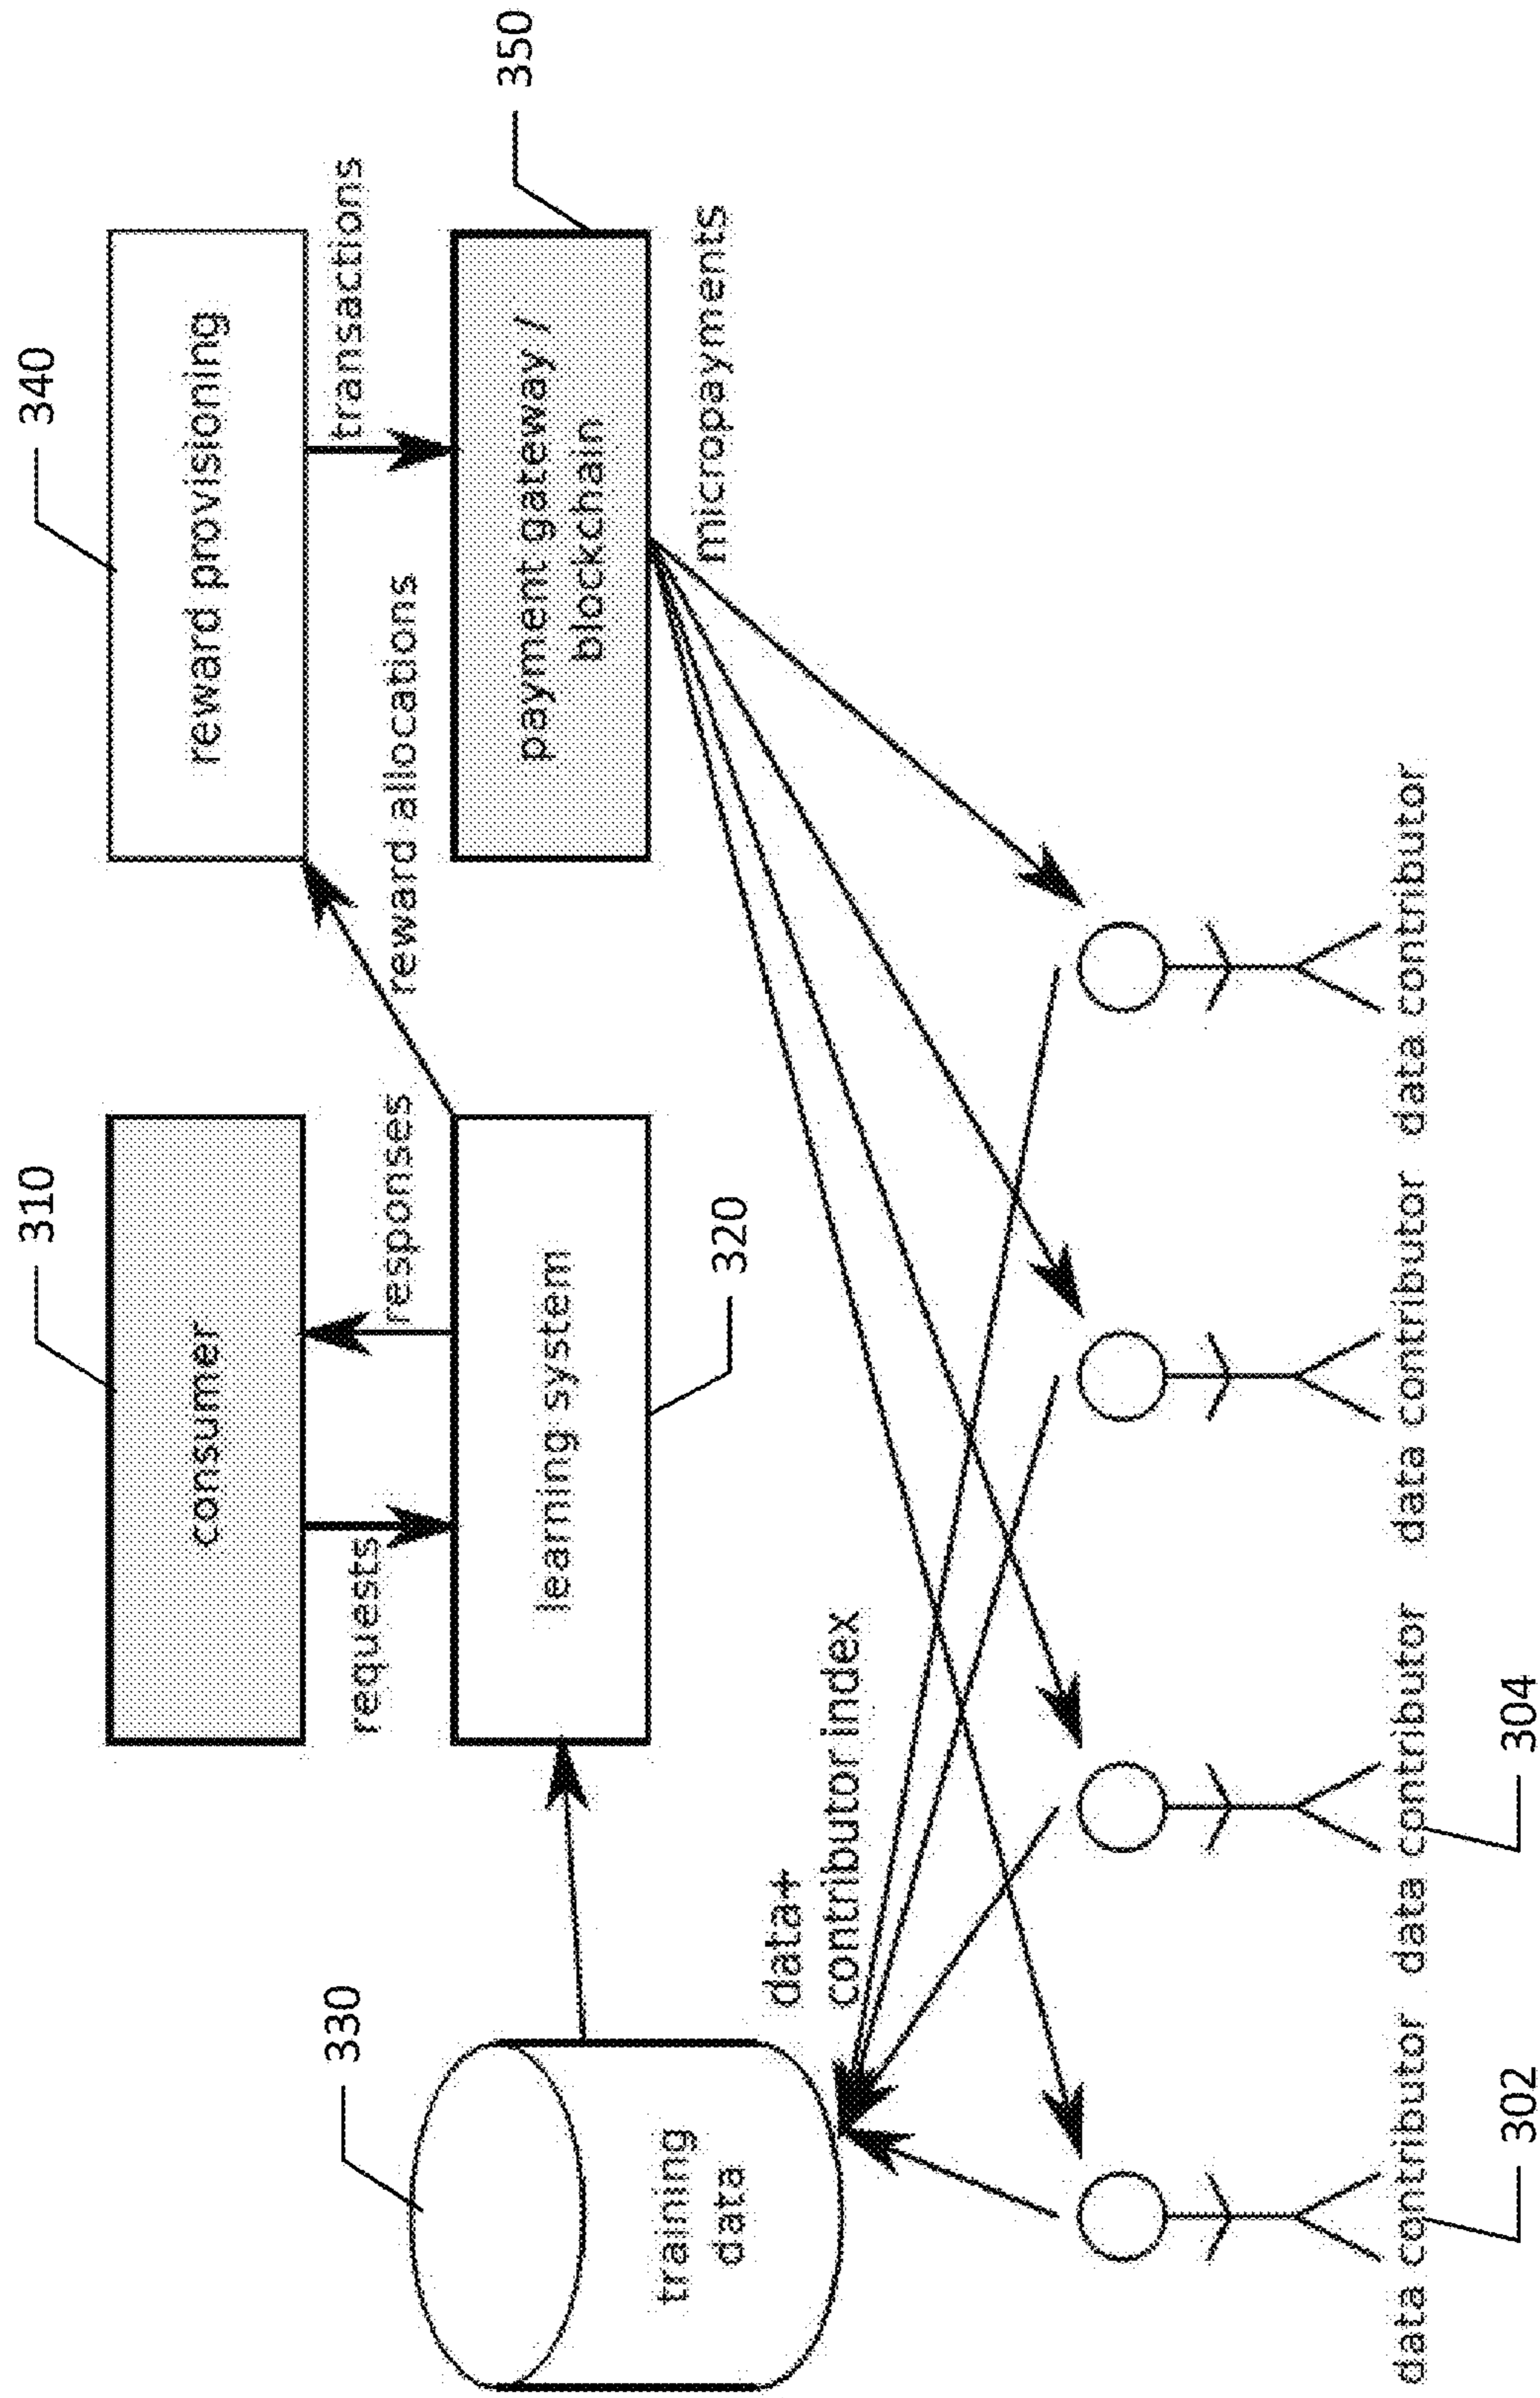 310
340
consumer
reward provisioning
330
requests
responses
transactions
reward allocations
350
learning system
payment gateway /
blockchain
training
data
320
micropayments
data+
contributor index
data contributor
data contributor
data contributor
data contributor
302
304